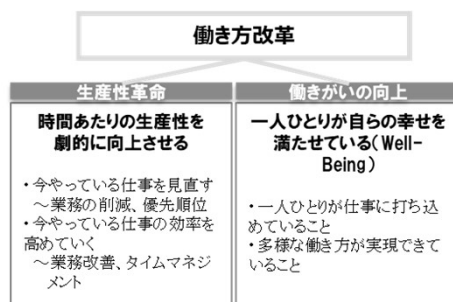 働き方改革
生産性革命
時間あたりの生産性を
劇的に向上させる
・今やっている仕事を見直す
～業務の削減、優先順位
・今やっている仕事の効率を
高めていく
～業務改善、タイムマネジ
メント
働きがいの向上
一人ひとりが自らの幸せを
満たせている(Well-
Being)
・一人ひとりが仕事に打ち込
めていること
・多様な働き方が実現できて
いること